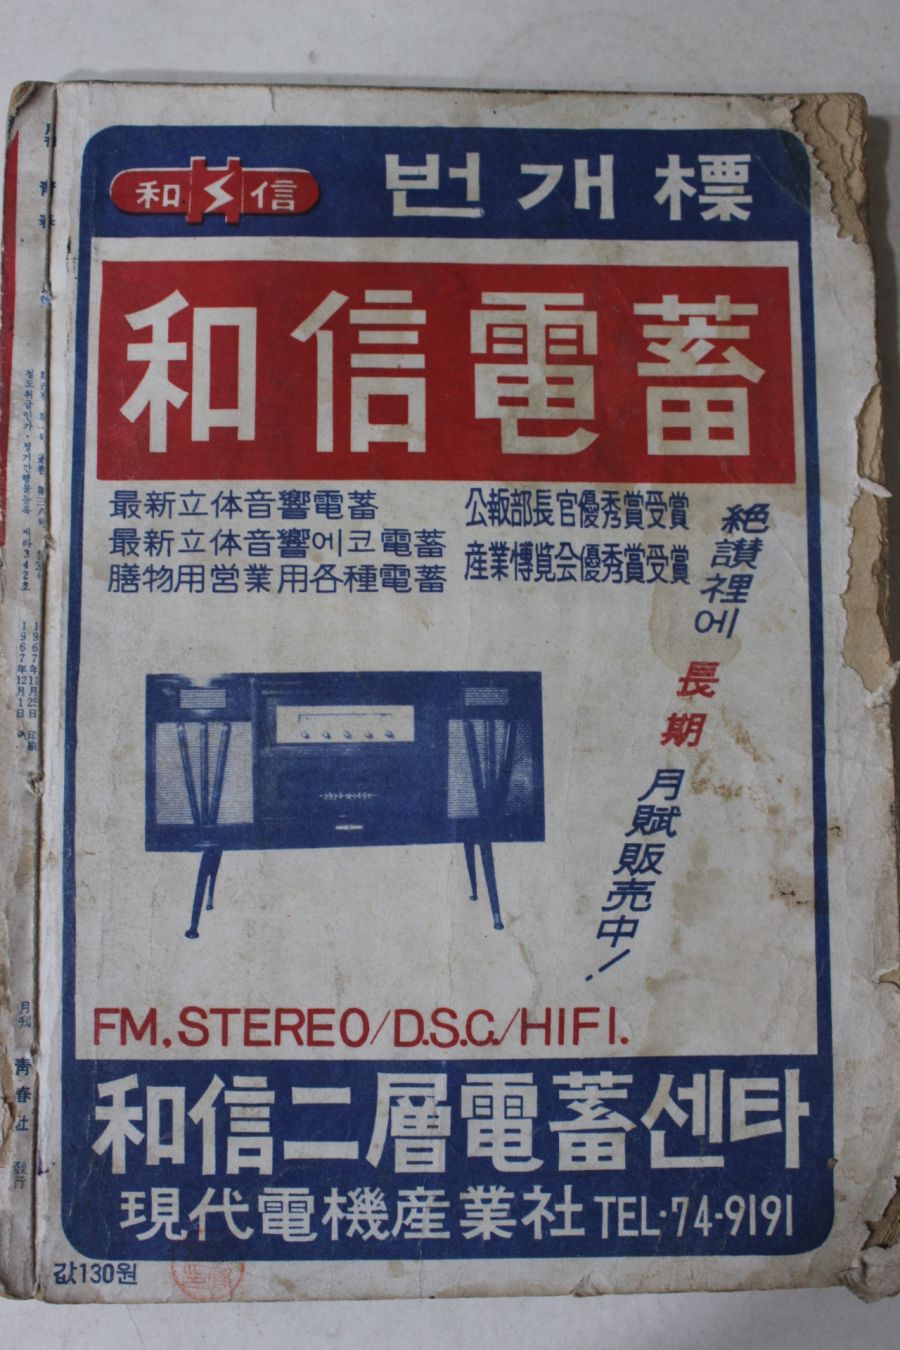 和信
번개標
和信電蓄
最新立体音響電蓄
最新立体音響에코電蓄
膳物用営業用各種電蓄
公報部長官優秀賞受賞
産業博覧会優秀賞受賞
絶讃裡에
長期
月賦販売中!
FM.STEREO/D.S.C./HIFI.
和信二層電蓄센타
現代電機産業社 TEL·74-9191
값130원
1967年11月25日 印刷
1967年12月1日
月刊 靑春社 發行